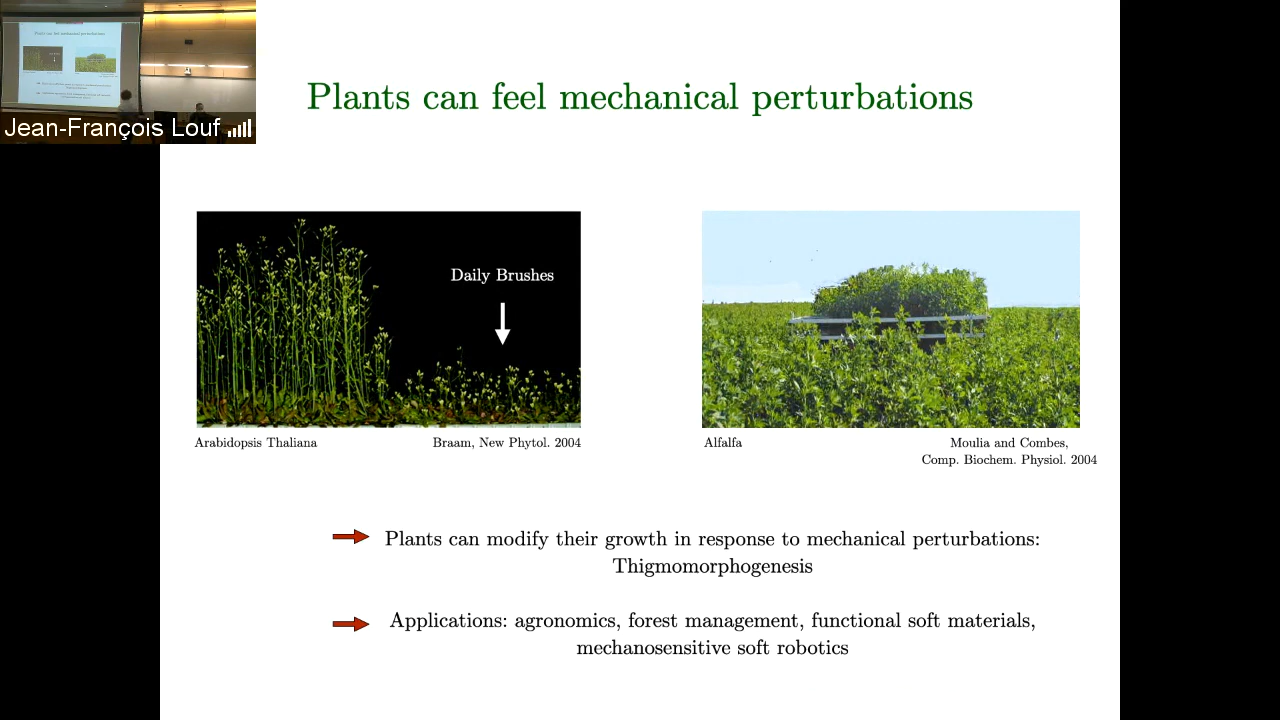 Jean-François Louf
Plants can feel mechanical perturbations
Daily Brushes
Arabidopsis Thaliana
Braam, New Phytol. 2004
Alfalfa
Moulia and Combes,
Comp. Biochem. Physiol. 2004
Plants can modify their growth in response to mechanical perturbations:
Thigmomorphogenesis
Applications: agronomics, forest management, functional soft materials,
mechanosensitive soft robotics